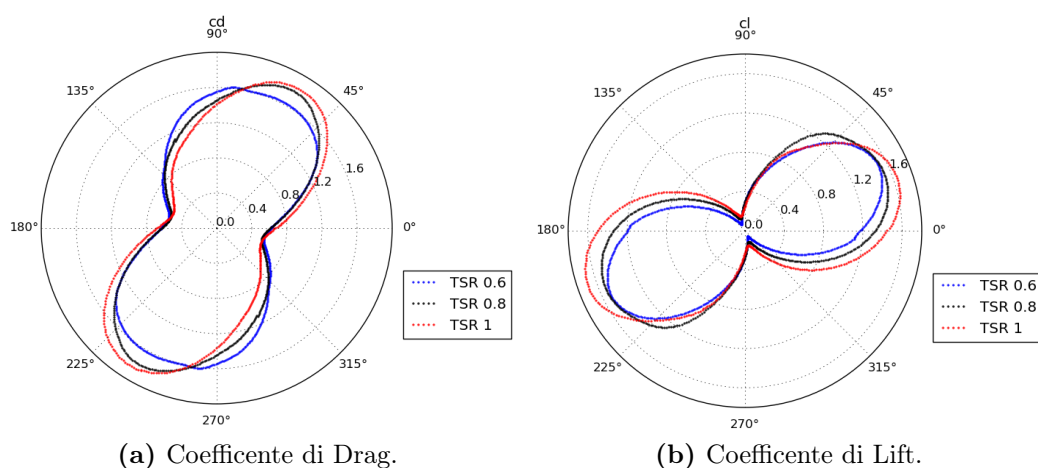 cd
90°
135°
45°
1.6
1.2
0.8
0.4
0.0
180°
0°
TSR 0.6
TSR 0.8
TSR 1
225°
315°
270°
(a) Coefficente di Drag.
cl
90°
135°
45°
1.6
1.2
0.8
0.4
0.0
180°
0°
TSR 0.6
TSR 0.8
TSR 1
225°
315°
270°
(b) Coefficente di Lift.